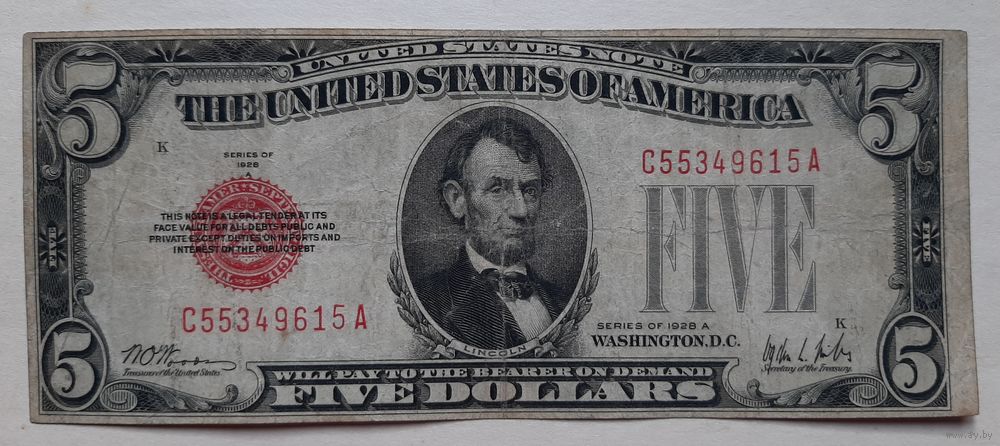 5 UNITED STATES NOTE 5
THE UNITED STATES OF AMERICA
K
SERIES OF
1928
A
C55349615A
THIS NOTE IS A LEGAL TENDER AT ITS
FACE VALUE FOR ALL DEBTS PUBLIC AND
PRIVATE EXCEPT DUTIES ON IMPORTS AND
INTEREST ON THE PUBLIC DEBT
FIVE
FIVE
FIVE
C55349615A
SERIES OF 1928 A
K
WASHINGTON, D.C.
LINCOLN
Treasurer of the United States.
Secretary of the Treasury.
WILL PAY TO THE BEARER ON DEMAND
5 FIVE DOLLARS 5
www.ay.by